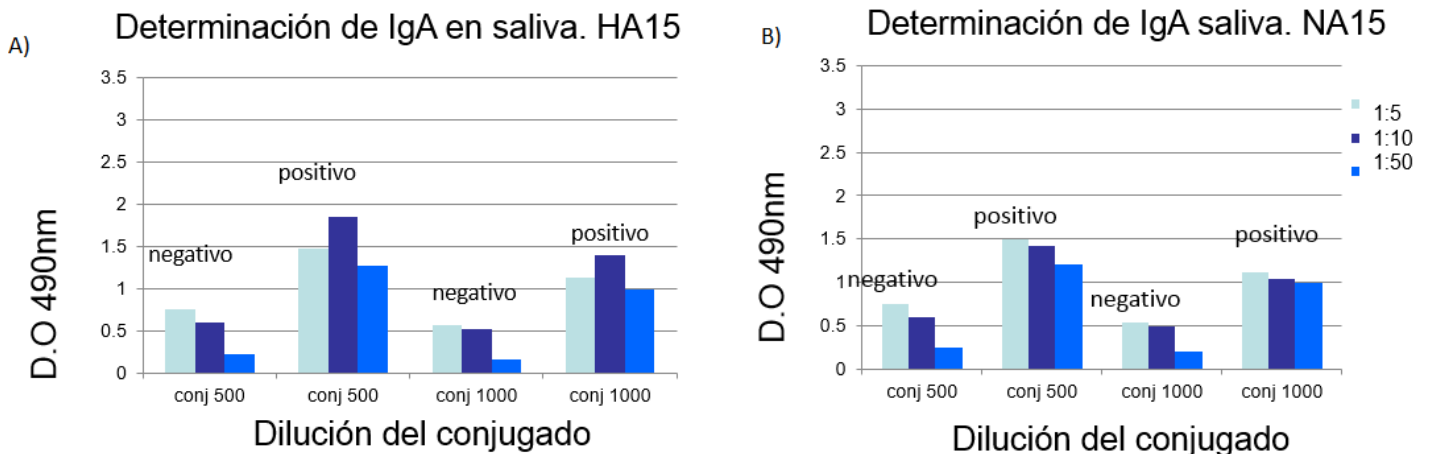 A)
Determinación de IgA en saliva. HA15
3.5
3
2.5
2
1.5
1
0.5
0
D.O 490nm
negativo
positivo
negativo
positivo
conj 500
conj 500
conj 1000
conj 1000
Dilución del conjugado
B)
Determinación de IgA saliva. NA15
3.5
3
2.5
2
1.5
1
0.5
0
D.O 490nm
negativo
positivo
negativo
positivo
conj 500
conj 500
conj 1000
conj 1000
Dilución del conjugado
1:5
1:10
1:50